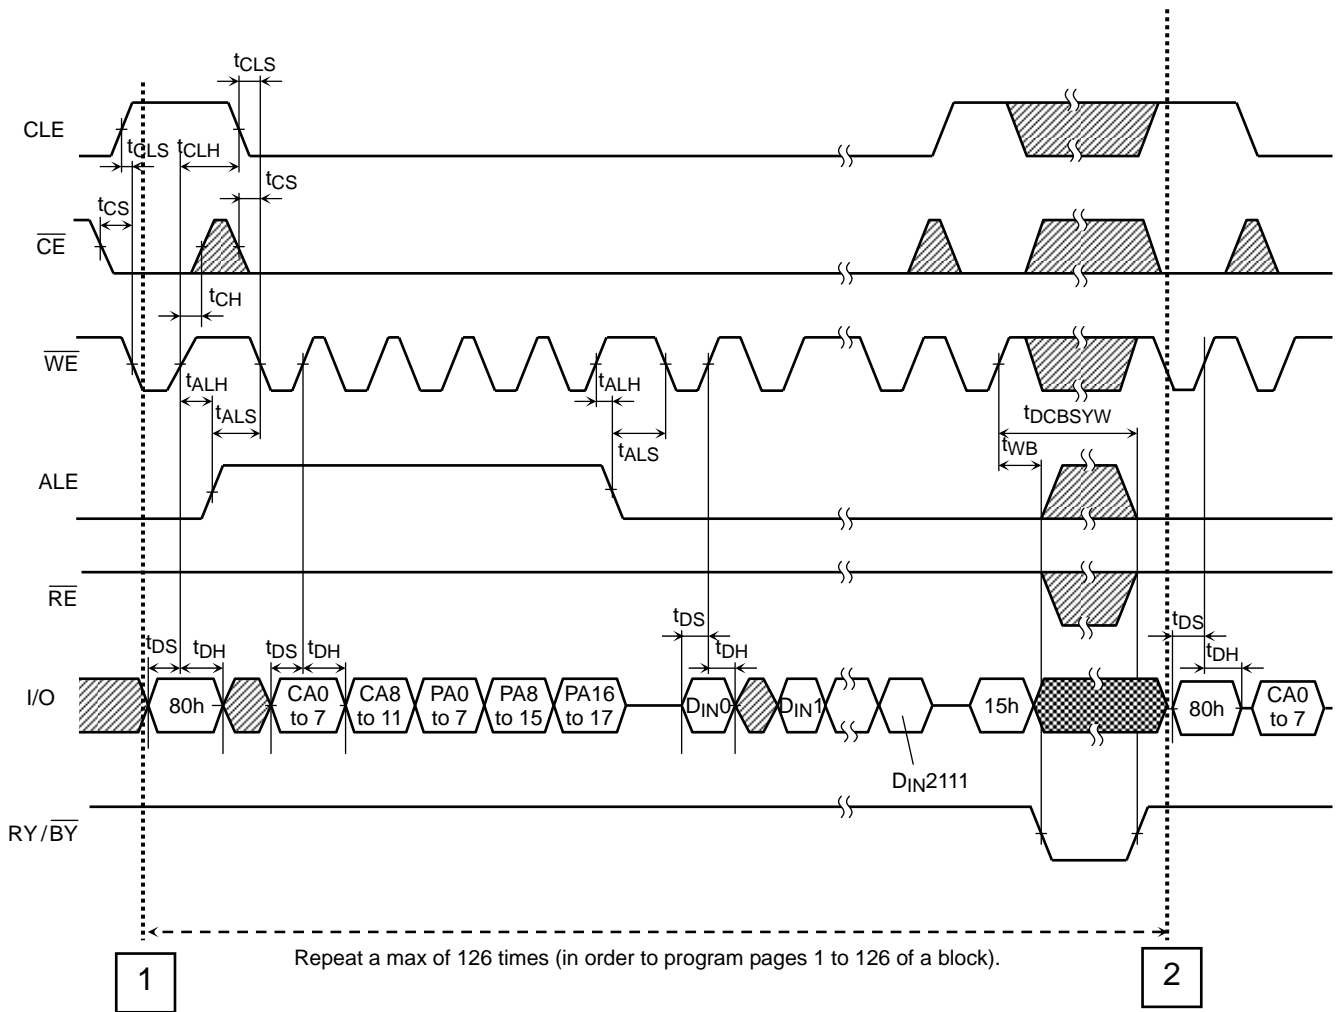 tCLS
CLE
tCLS tCLH
tCS
tCS
CE
tCH
WE
tALH tALH
tALS tDCBSYW
tALS tWB
ALE
RE
tDS tDH tDS tDH tDS tDH tDS tDH
I/O 80h CA0 to 7 CA8 to 11 PA0 to 7 PA8 to 15 PA16 to 17 DIN0 DIN1 15h 80h CA0 to 7
DIN2111
RY/BY
Repeat a max of 126 times (in order to program pages 1 to 126 of a block).
1 2